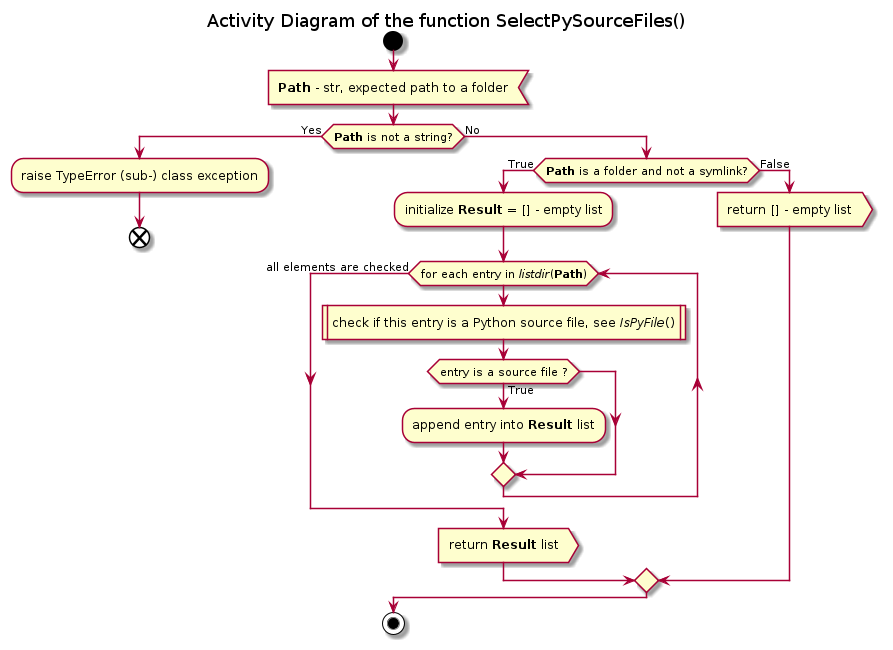 Activity Diagram of the function SelectPySourceFiles()
Path - str, expected path to a folder
Yes
Path is not a string?
No
raise TypeError (sub-) class exception
True
Path is a folder and not a symlink?
False
initialize Result = [] - empty list
return [] - empty list
all elements are checked
for each entry in listdir(Path)
check if this entry is a Python source file, see IsPyFile()
entry is a source file ?
True
append entry into Result list
return Result list